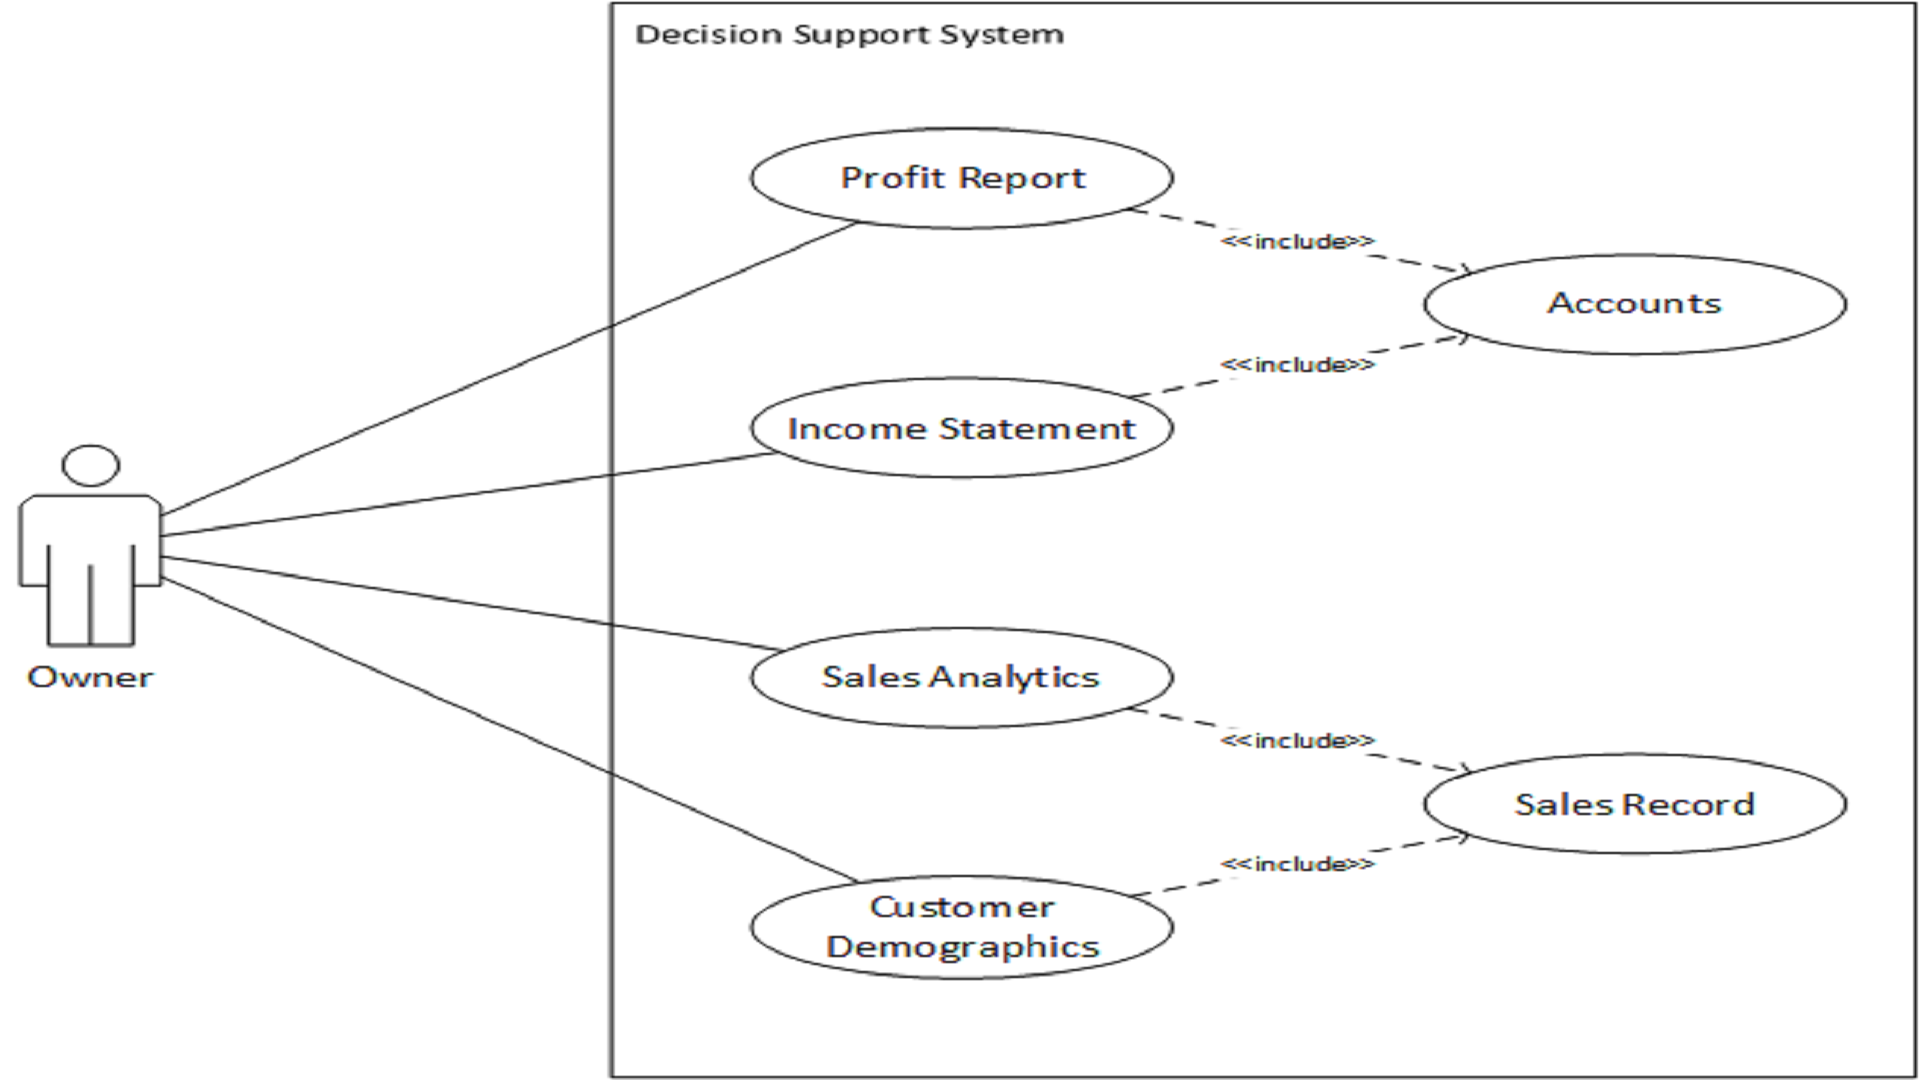 Decision Support System
Profit Report
<<include>>
Accounts
<<include>>
Income Statement
Owner
Sales Analytics
<<include>>
Sales Record
<<include>>
Customer
Demographics